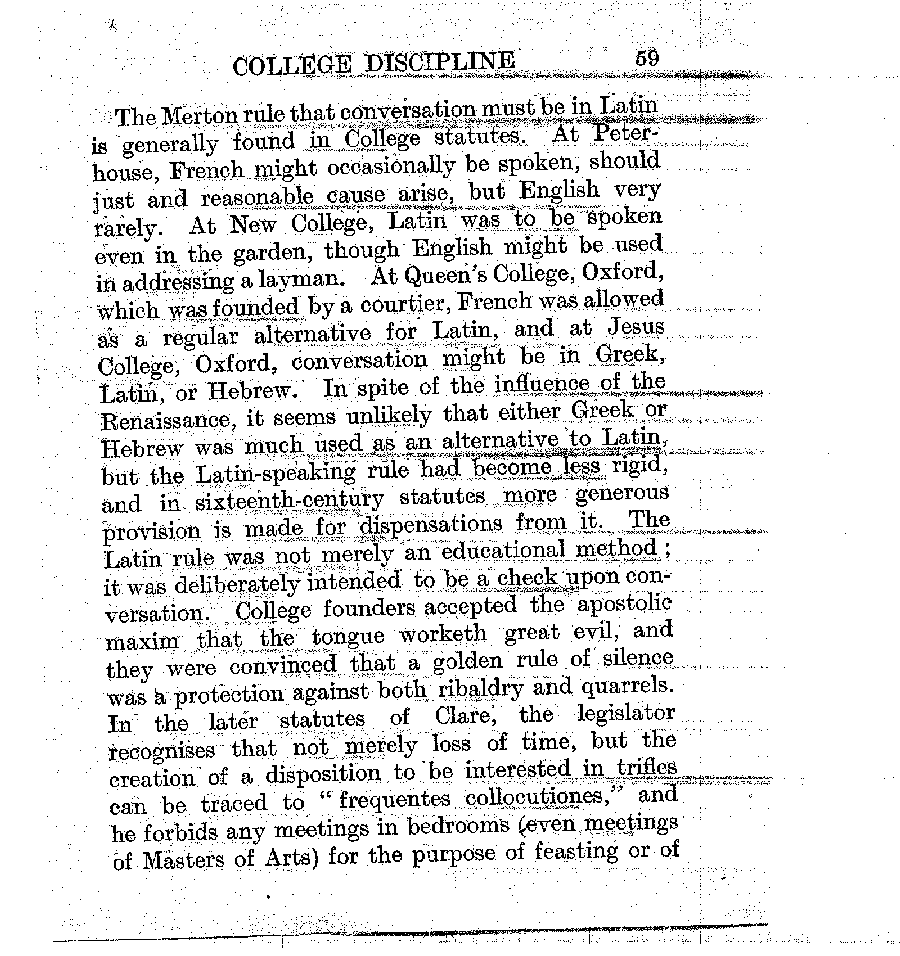 COLLEGE DISCIPLINE 59
The Merton rule that conversation must be in Latin
is generally found in College statutes. At Peter-
house, French might occasionally be spoken, should
just and reasonable cause arise, but English very
rarely. At New College, Latin was to be spoken
even in the garden, though English might be used
in addressing a layman. At Queen's College, Oxford,
which was founded by a courtier, French was allowed
as a regular alternative for Latin, and at Jesus
College, Oxford, conversation might be in Greek,
Latin, or Hebrew. In spite of the influence of the
Renaissance, it seems unlikely that either Greek or
Hebrew was much used as an alternative to Latin,
but the Latin-speaking rule had become less rigid,
and in sixteenth-century statutes more generous
provision is made for dispensations from it. The
Latin rule was not merely an educational method ;
it was deliberately intended to be a check upon con-
versation. College founders accepted the apostolic
maxim that the tongue worketh great evil, and
they were convinced that a golden rule of silence
was a protection against both ribaldry and quarrels.
In the later statutes of Clare, the legislator
recognises that not merely loss of time, but the
creation of a disposition to be interested in trifles
can be traced to “ frequentes collocutiones,” and
he forbids any meetings in bedrooms (even meetings
of Masters of Arts) for the purpose of feasting or of